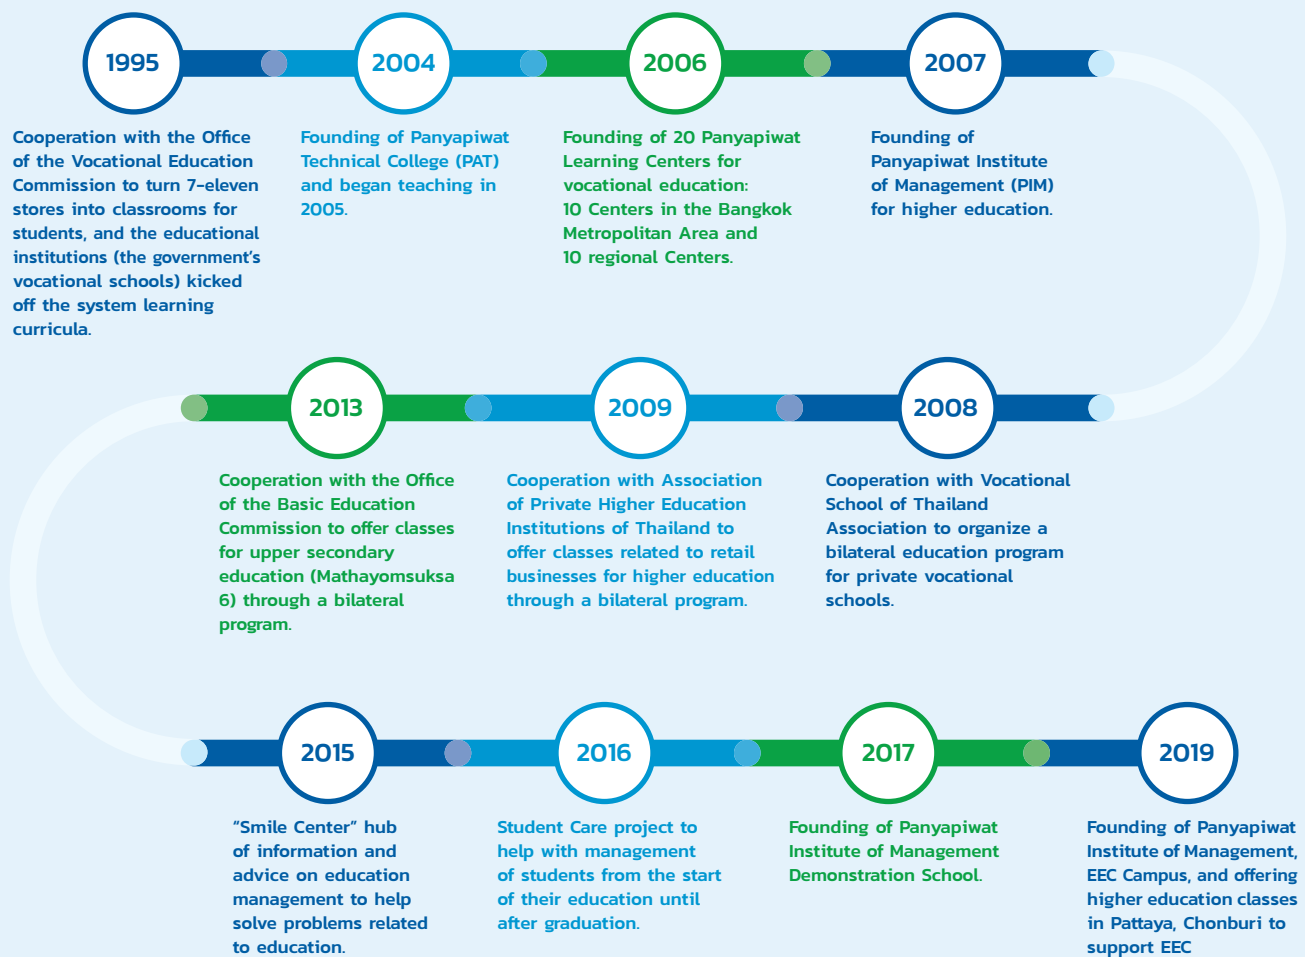 1995
Cooperation with the Office
of the Vocational Education
Commission to turn 7-eleven
stores into classrooms for
students, and the educational
institutions (the government's
vocational schools) kicked
off the system learning
curricula.
2004
Founding of Panyapiwat
Technical College (PAT)
and began teaching in
2005.
2006
Founding of 20 Panyapiwat
Learning Centers for
vocational education:
10 Centers in the Bangkok
Metropolitan Area and
10 regional Centers.
2007
Founding of
Panyapiwat Institute
of Management (PIM)
for higher education.
2008
Cooperation with Vocational
School of Thailand
Association to organize a
bilateral education program
for private vocational
schools.
2009
Cooperation with Association
of Private Higher Education
Institutions of Thailand to
offer classes related to retail
businesses for higher education
through a bilateral program.
2013
Cooperation with the Office
of the Basic Education
Commission to offer classes
for upper secondary
education (Mathayomsuksa
6) through a bilateral
program.
2015
“Smile Center” hub
of information and
advice on education
management to help
solve problems related
to education.
2016
Student Care project to
help with management
of students from the start
of their education until
after graduation.
2017
Founding of Panyapiwat
Institute of Management
Demonstration School.
2019
Founding of Panyapiwat
Institute of Management,
EEC Campus, and offering
higher education classes
in Pattaya, Chonburi to
support EEC